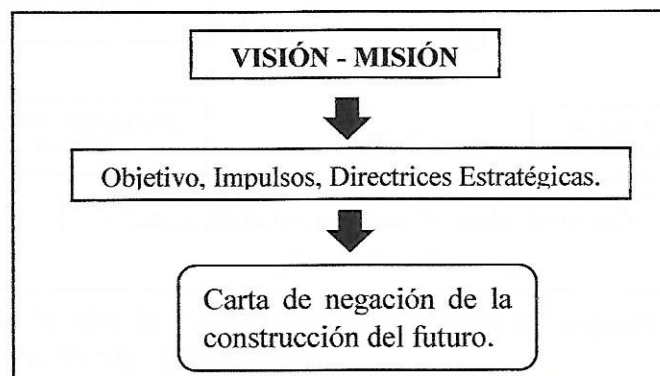 VISIÓN - MISIÓN
Objetivo, Impulsos, Directrices Estratégicas.
Carta de negación de la
construcción del futuro.